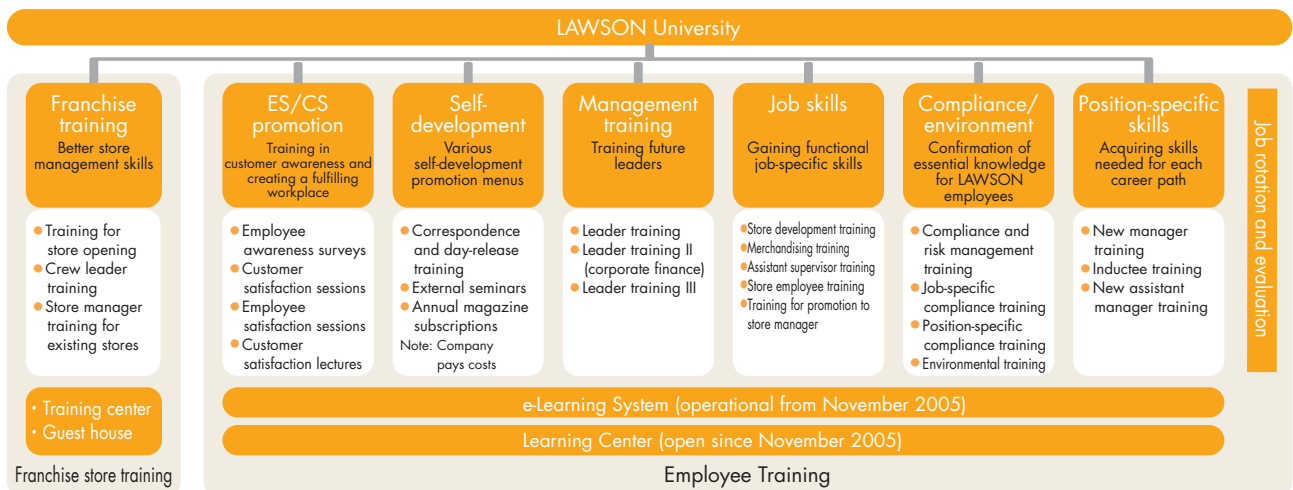 LAWSON University
Franchise
training
Better store
management skills
• Training for
store opening
• Crew leader
training
• Store manager
training for
existing stores
• Training center
• Guest house
Franchise store training
ES/CS
promotion
Training in
customer awareness and
creating a fulfilling
workplace
• Employee
awareness surveys
• Customer
satisfaction sessions
• Employee
satisfaction sessions
• Customer
satisfaction lectures
Self-
development
Various
self-development
promotion menus
• Correspondence
and day-release
training
• External seminars
• Annual magazine
subscriptions
Note: Company
pays costs
Management
training
Training future
leaders
• Leader training
• Leader training II
(corporate finance)
• Leader training III
Job skills
Gaining functional
job-specific skills
• Store development training
• Merchandising training
• Assistant supervisor training
• Store employee training
• Training for promotion to
store manager
Compliance/
environment
Confirmation of
essential knowledge
for LAWSON
employees
• Compliance and
risk management
training
• Job-specific
compliance training
• Position-specific
compliance training
• Environmental training
Position-specific
skills
Acquiring skills
needed for each
career path
• New manager
training
• Inductee training
• New assistant
manager training
Job rotation and evaluation
e-Learning System (operational from November 2005)
Learning Center (open since November 2005)
Employee Training